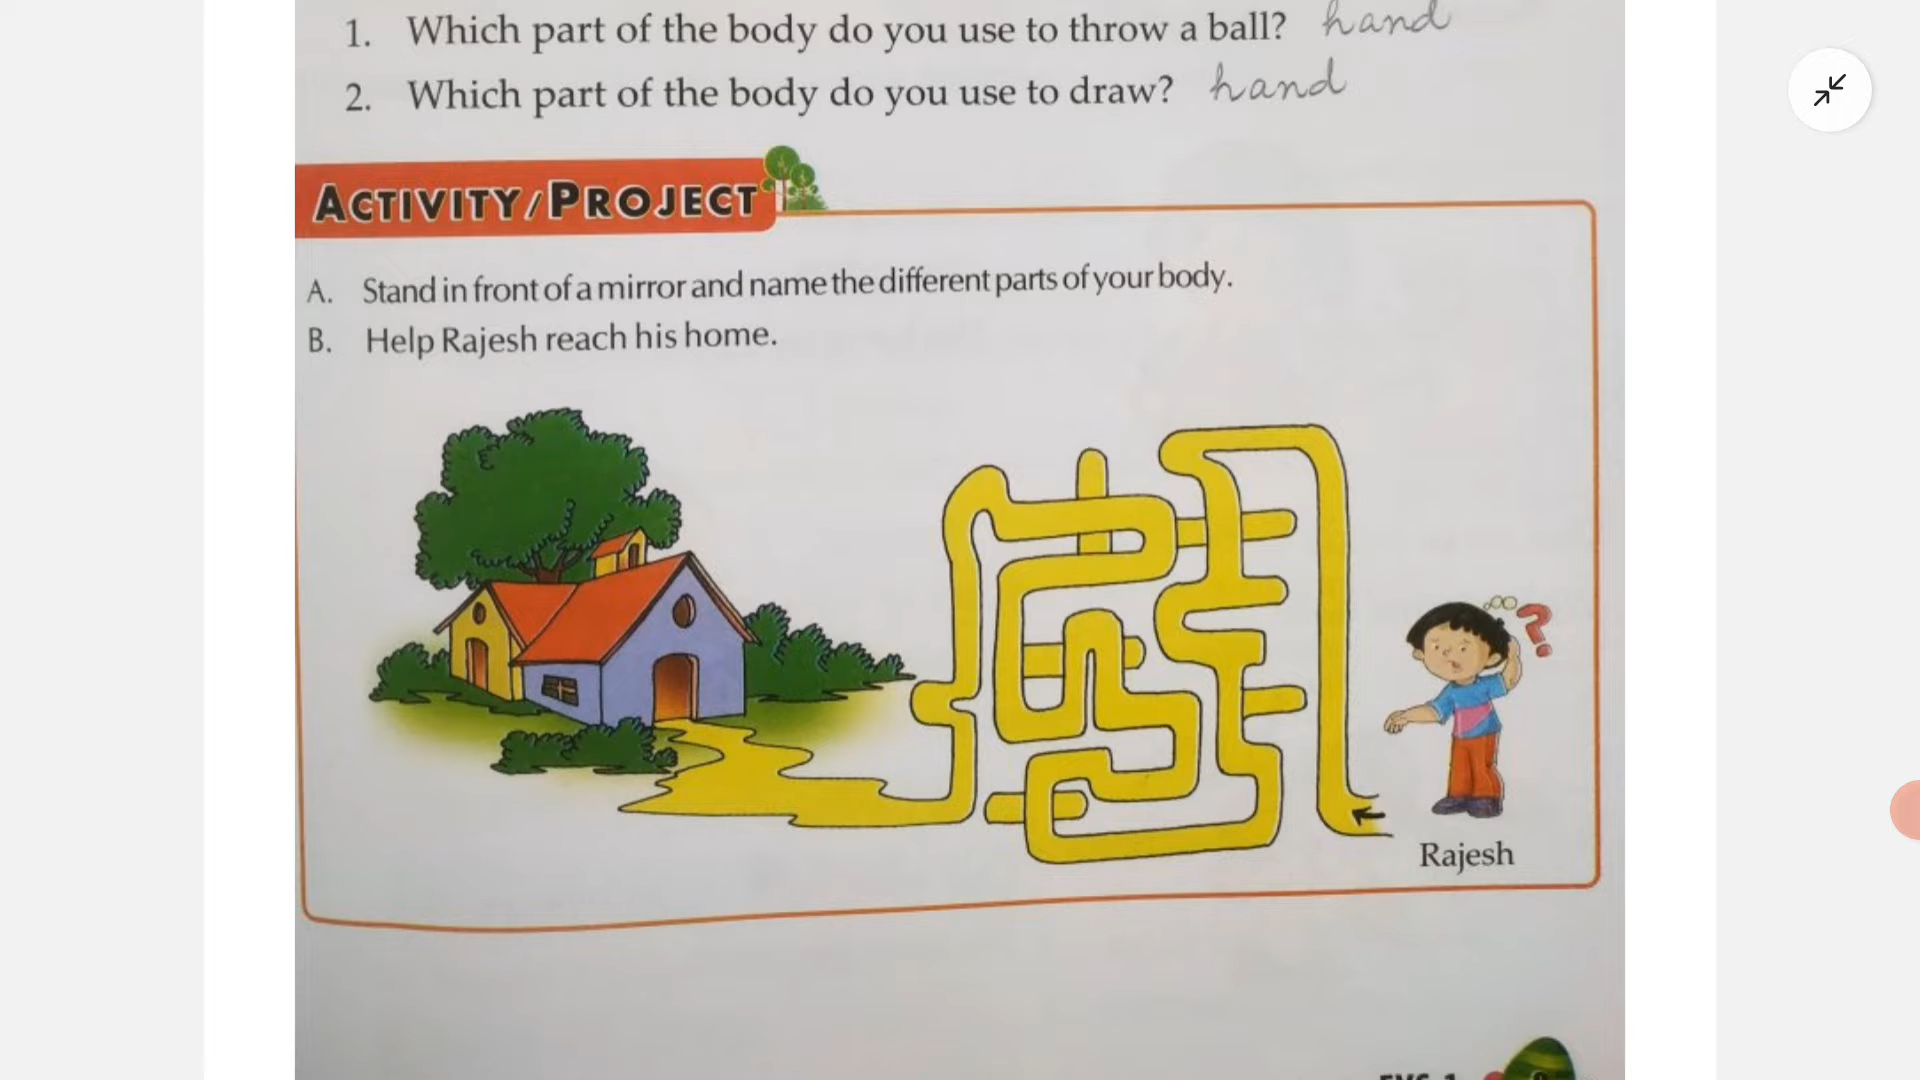 1. Which part of the body do you use to throw a ball? hand
2. Which part of the body do you use to draw? hand
ACTIVITY/PROJECT
A. Stand in front of a mirror and name the different parts of your body.
B. Help Rajesh reach his home.
?
Rajesh